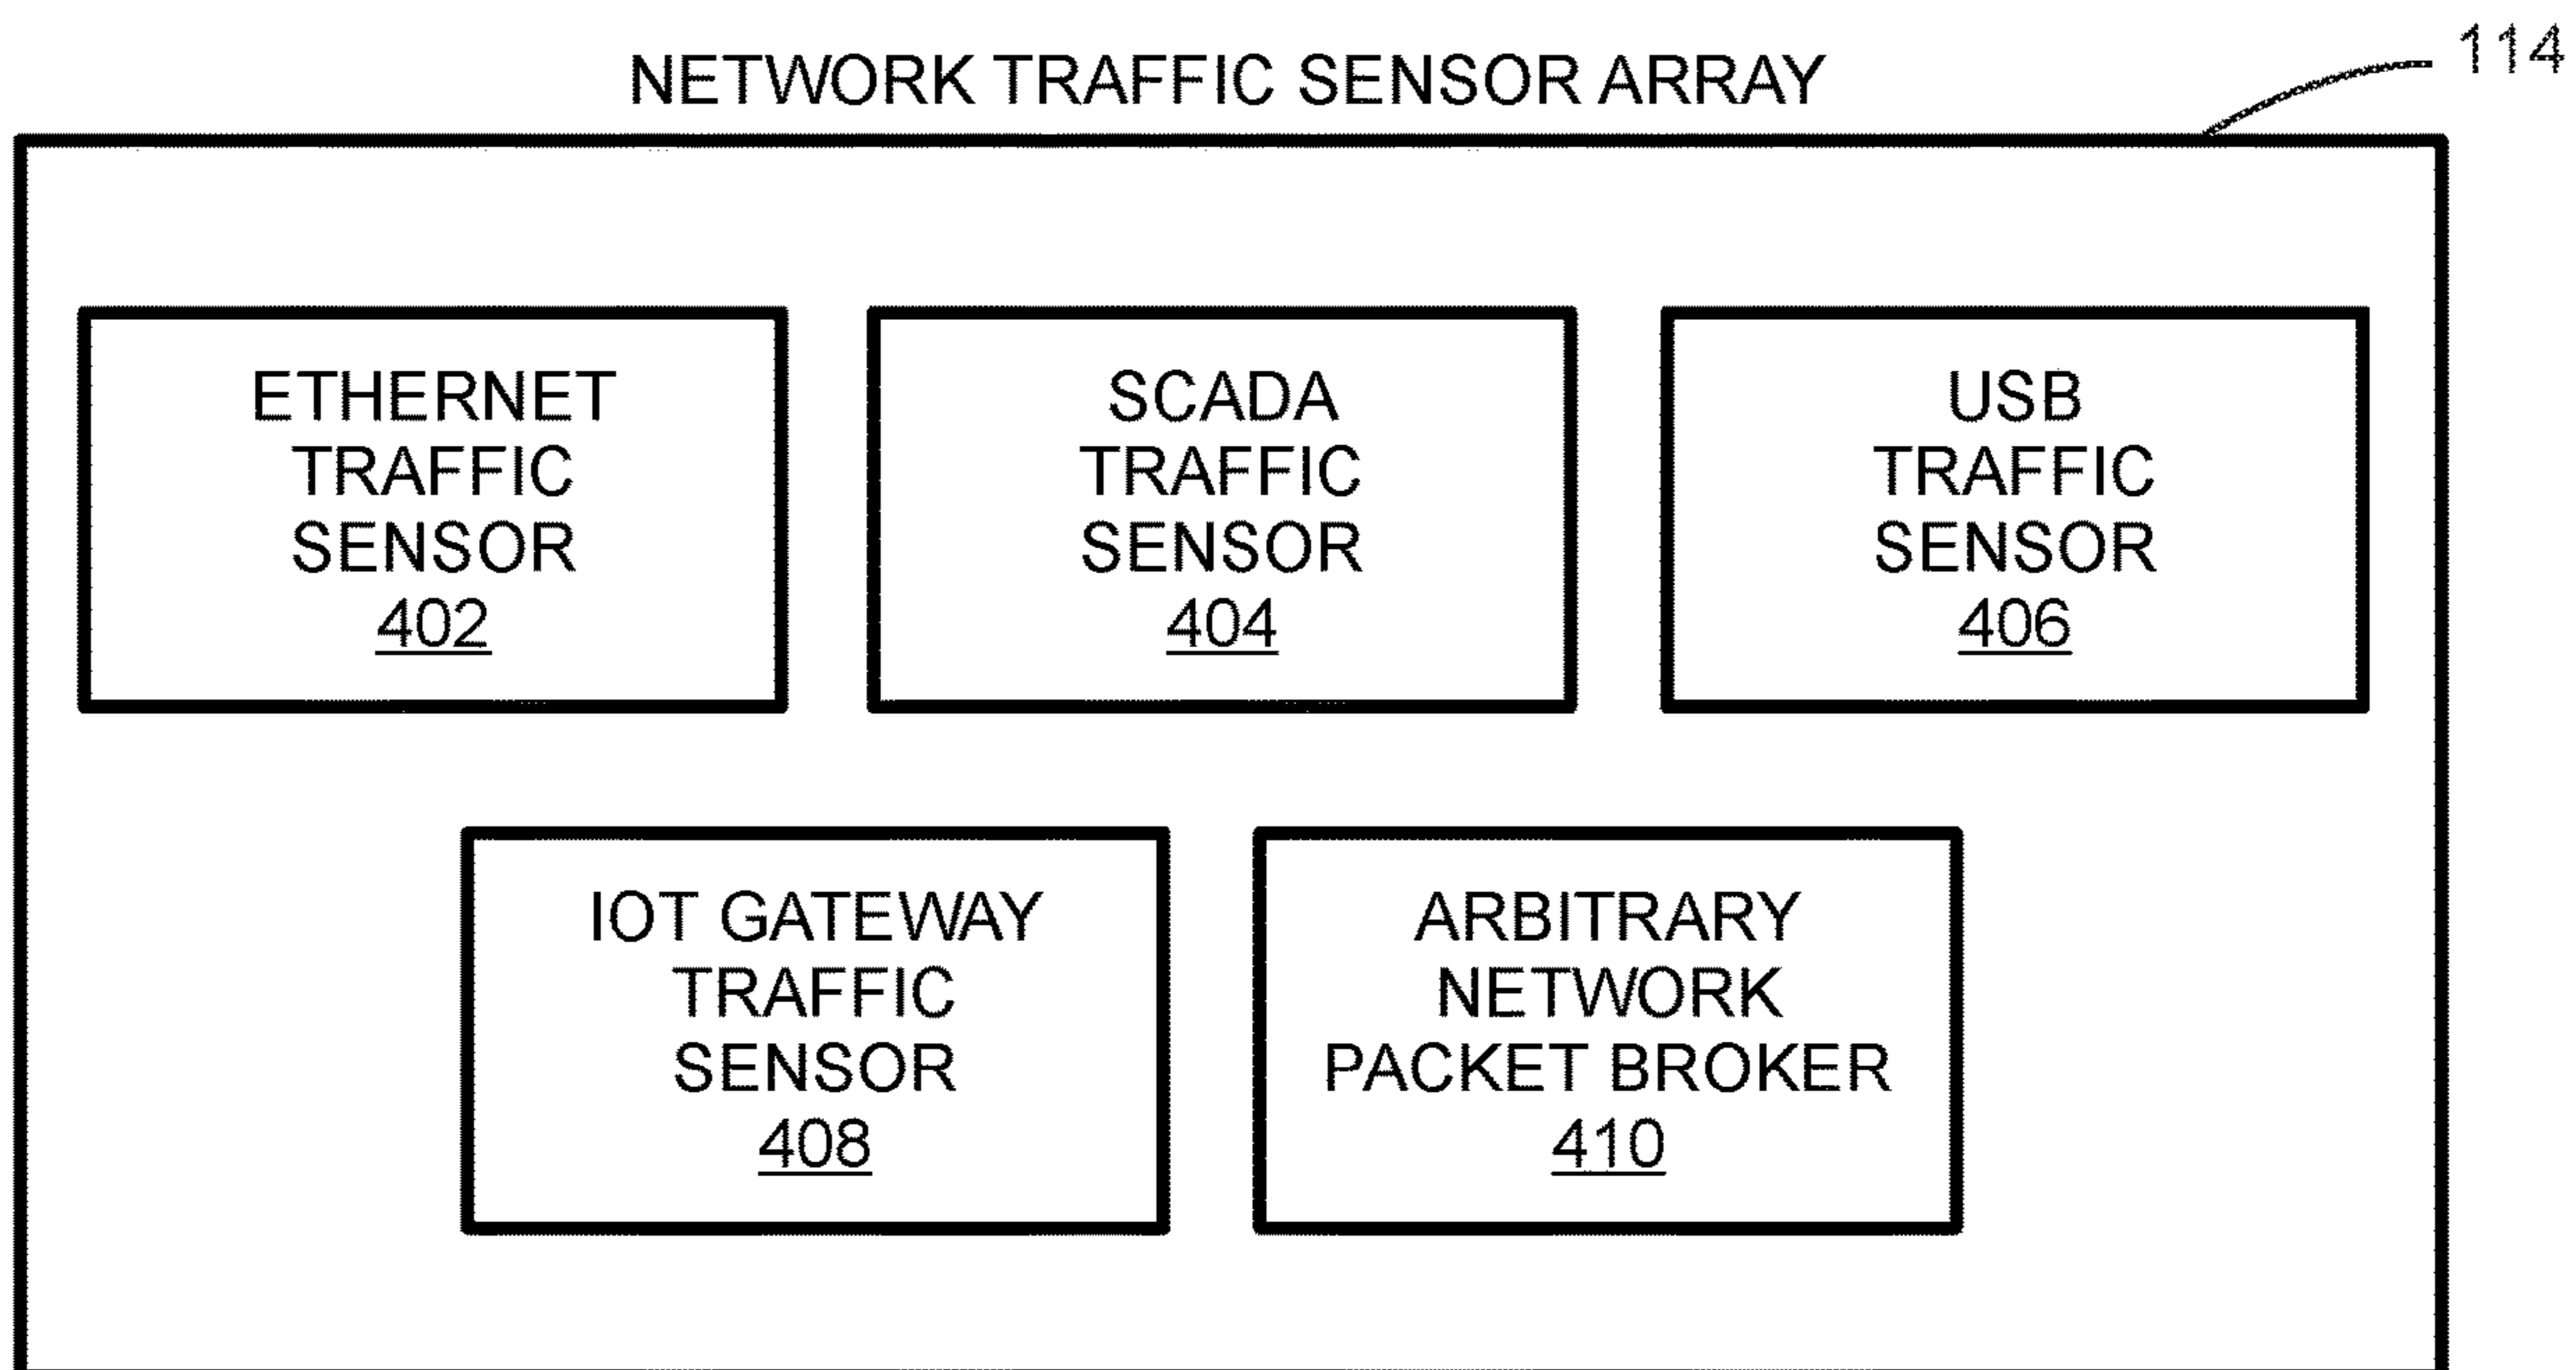 114
NETWORK TRAFFIC SENSOR ARRAY
ETHERNET
TRAFFIC
SENSOR
402
SCADA
TRAFFIC
SENSOR
404
USB
TRAFFIC
SENSOR
406
IOT GATEWAY
TRAFFIC
SENSOR
408
ARBITRARY
NETWORK
PACKET BROKER
410